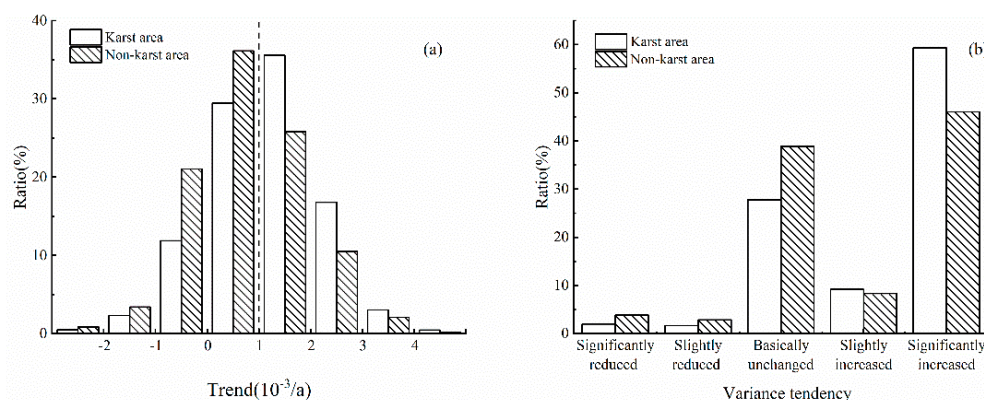 40
30
20
10
0
Ratio(%)
Karst area
Non-karst area
(a)
-2 -1 0 1 2 3 4
Trend(10-3/a)
60
50
40
30
20
10
0
Ratio(%)
Karst area
Non-karst area
(b)
Significantly reduced
Slightly reduced
Basically unchanged
Slightly increased
Significantly increased
Variance tendency